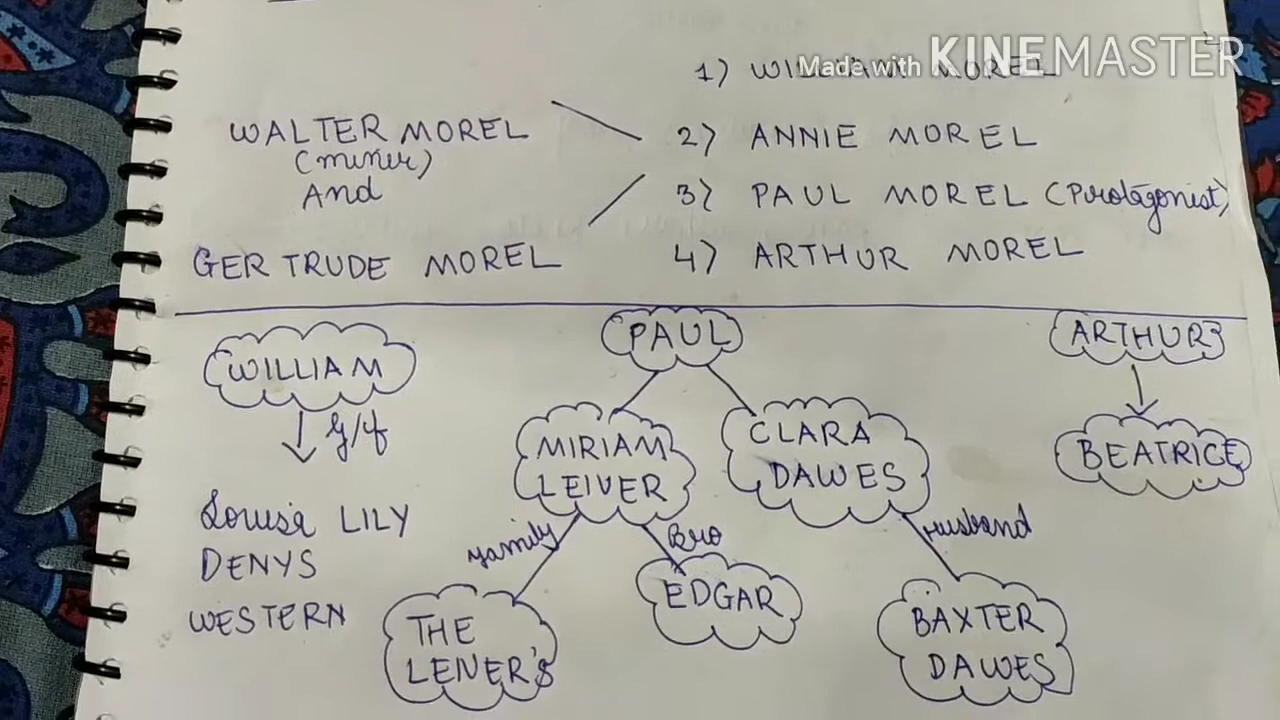 Made with KINEMASTER
1) WILLIAM MOREL
WALTER MOREL
(miner)
And
GERTRUDE MOREL
2) ANNIE MOREL
3) PAUL MOREL (Protagonist)
4) ARTHUR MOREL
WILLIAM
g/f
Louisa LILY
DENYS
WESTERN
PAUL
MIRIAM
LEIVER
family
THE
LEIVER'S
Bro
EDGAR
CLARA
DAWES
Husband
BAXTER
DAWES
ARTHUR
BEATRICE